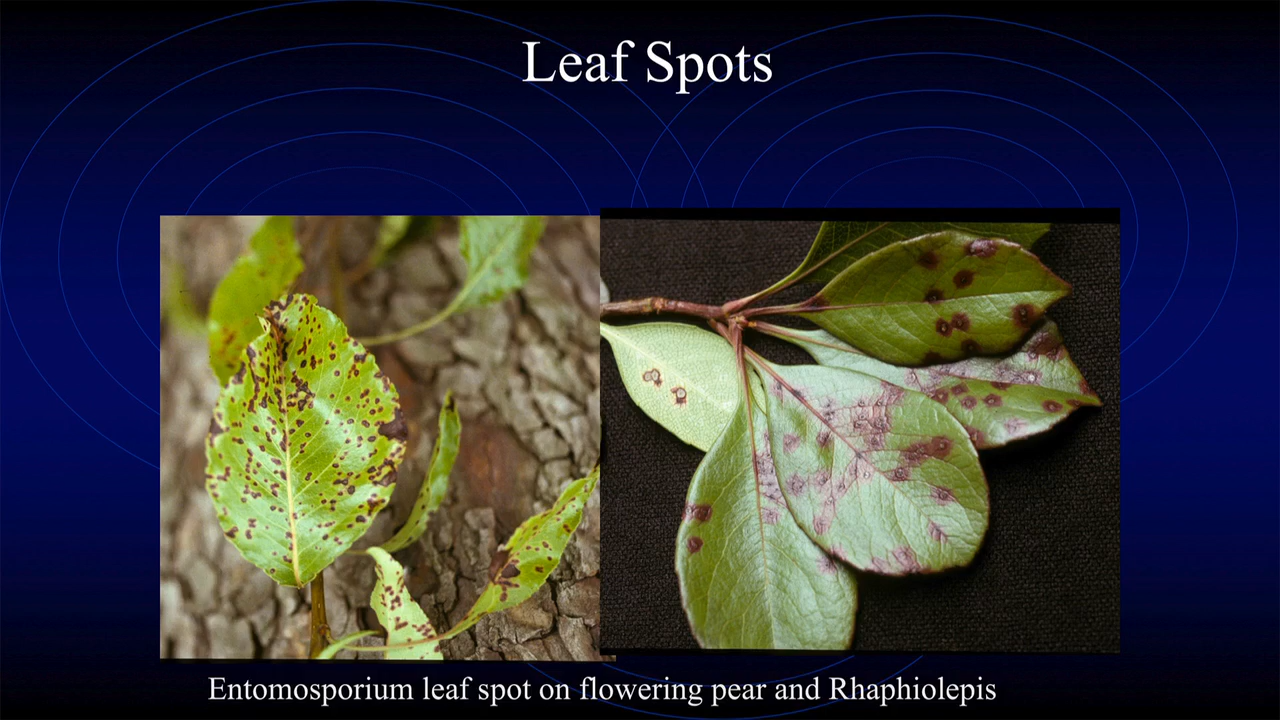 Leaf Spots
Entomosporium leaf spot on flowering pear and Rhaphiolepis